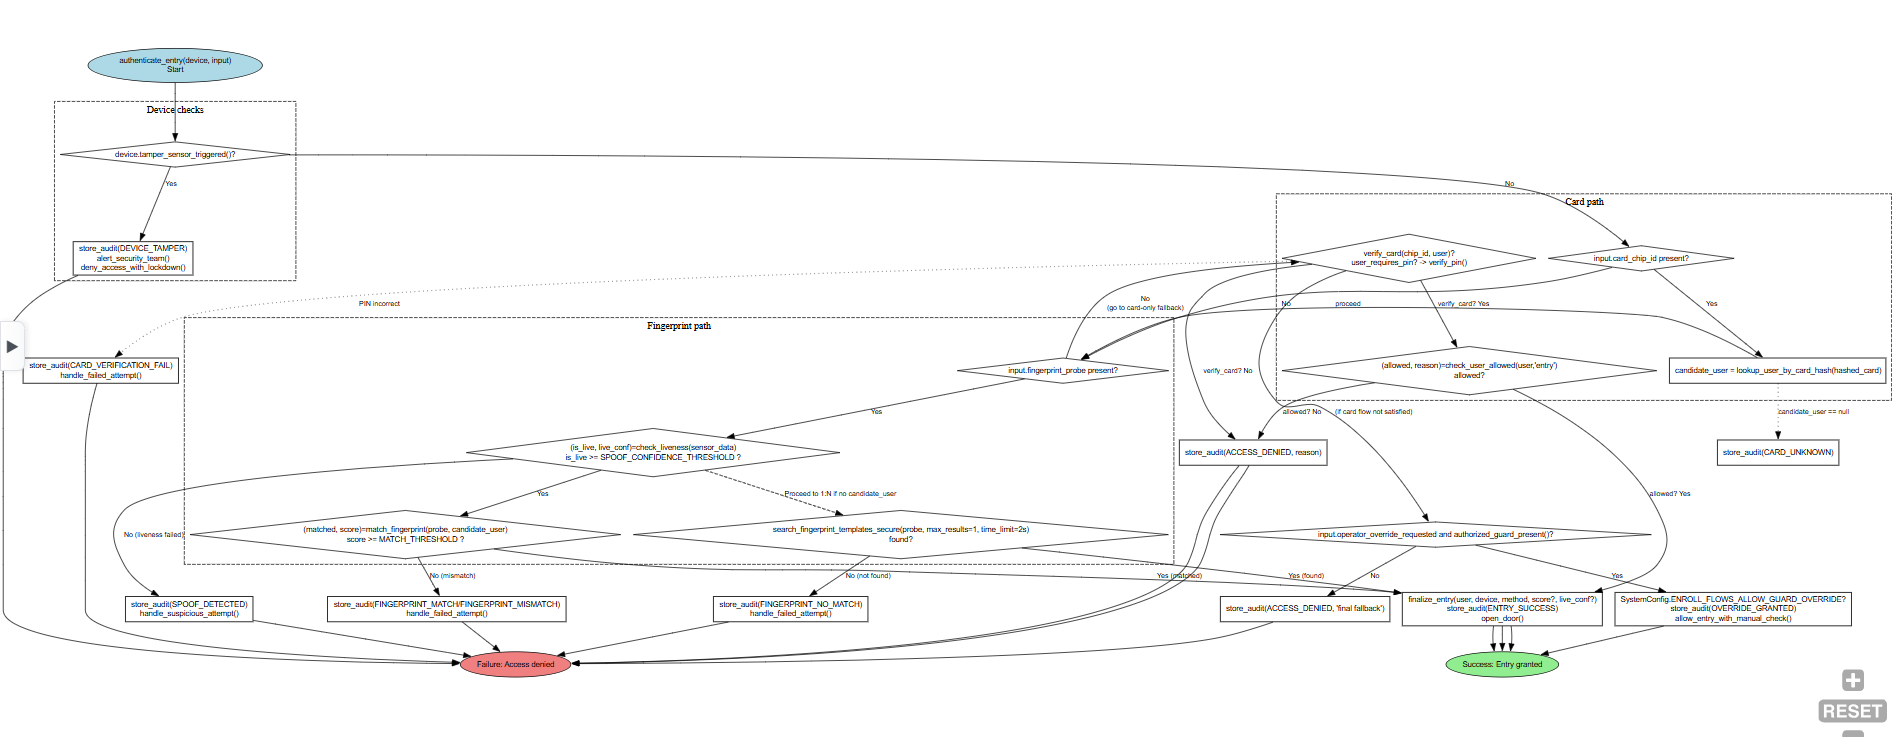 authenticate_entry(device, input)
Start
Device checks
device.tamper_sensor_triggered()?
Yes
No
store_audit(DEVICE_TAMPER)
alert_security_team()
deny_access_with_lockdown()
Card path
verify_card(chip_id, user)?
user_requires_pin? -> verify_pin()
input.card_chip_id present?
PIN incorrect
No
(go to card-only fallback)
No
proceed
verify_card? Yes
Yes
Fingerprint path
store_audit(CARD_VERIFICATION_FAIL)
handle_failed_attempt()
input.fingerprint_probe present?
verify_card? No
(allowed, reason)=check_user_allowed(user,'entry')
allowed?
candidate_user = lookup_user_by_card_hash(hashed_card)
Yes
allowed? No
(if card flow not satisfied)
candidate_user == null
(is_live, live_conf)=check_liveness(sensor_data)
is_live >= SPOOF_CONFIDENCE_THRESHOLD ?
store_audit(ACCESS_DENIED, reason)
store_audit(CARD_UNKNOWN)
Yes
Proceed to 1:N if no candidate_user
allowed? Yes
No (liveness failed)
(matched, score)=match_fingerprint(probe, candidate_user)
score >= MATCH_THRESHOLD ?
search_fingerprint_templates_secure(probe, max_results=1, time_limit=2s)
found?
input.operator_override_requested and authorized_guard_present()?
No (mismatch)
No (not found)
Yes (matched)
Yes (found)
No
Yes
store_audit(SPOOF_DETECTED)
handle_suspicious_attempt()
store_audit(FINGERPRINT_MATCH/FINGERPRINT_MISMATCH)
handle_failed_attempt()
store_audit(FINGERPRINT_NO_MATCH)
handle_failed_attempt()
store_audit(ACCESS_DENIED, 'final fallback')
finalize_entry(user, device, method, score?, live_conf?)
store_audit(ENTRY_SUCCESS)
open_door()
SystemConfig.ENROLL_FLOWS_ALLOW_GUARD_OVERRIDE?
store_audit(OVERRIDE_GRANTED)
allow_entry_with_manual_check()
Failure: Access denied
Success: Entry granted
RESET